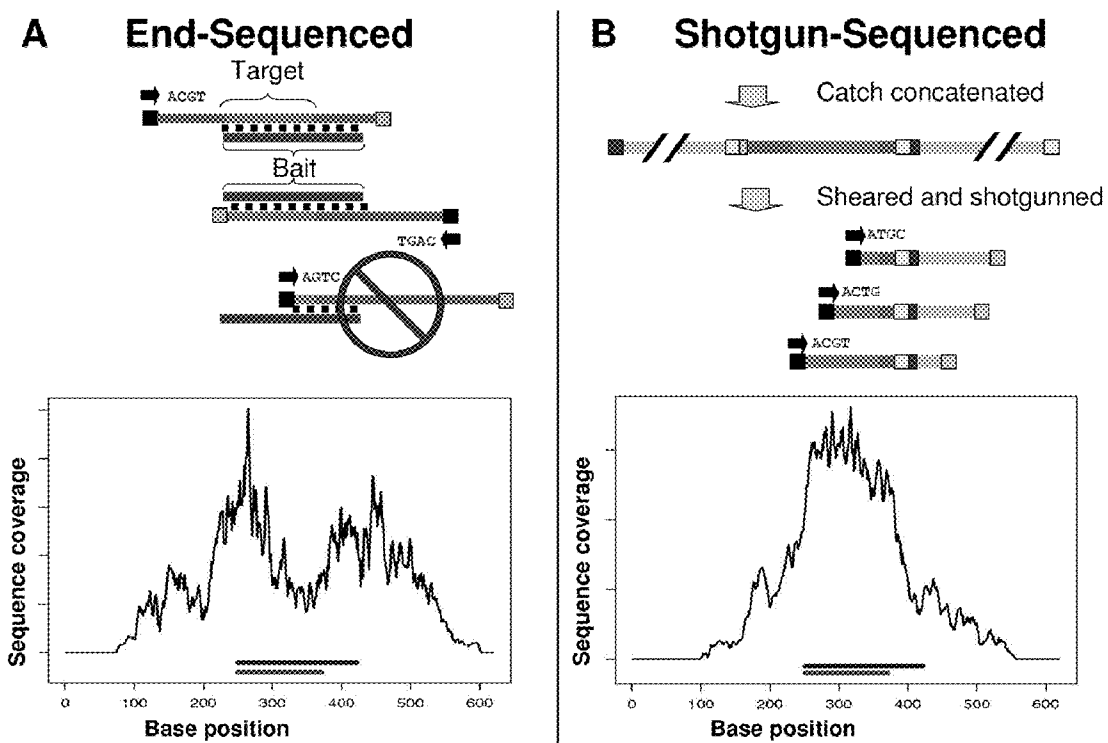 A End-Sequenced
Target
ACGT
Bait
TGAC
AGTC
Sequence coverage
0 100 200 300 400 500 600
Base position
B Shotgun-Sequenced
Catch concatenated
Sheared and shotgunned
ATGC
ACTG
ACGT
Sequence coverage
0 100 200 300 400 500 600
Base position